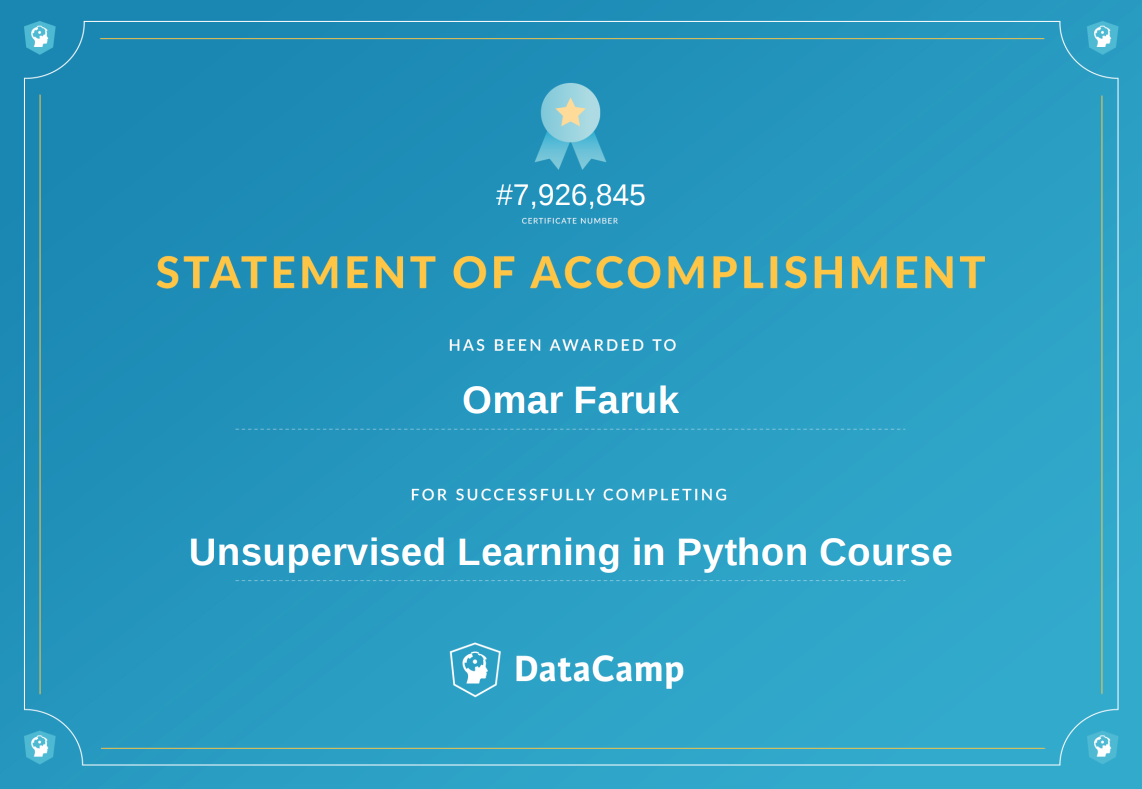 #7,926,845
CERTIFICATE NUMBER
STATEMENT OF ACCOMPLISHMENT
HAS BEEN AWARDED TO
Omar Faruk
FOR SUCCESSFULLY COMPLETING
Unsupervised Learning in Python Course
DataCamp